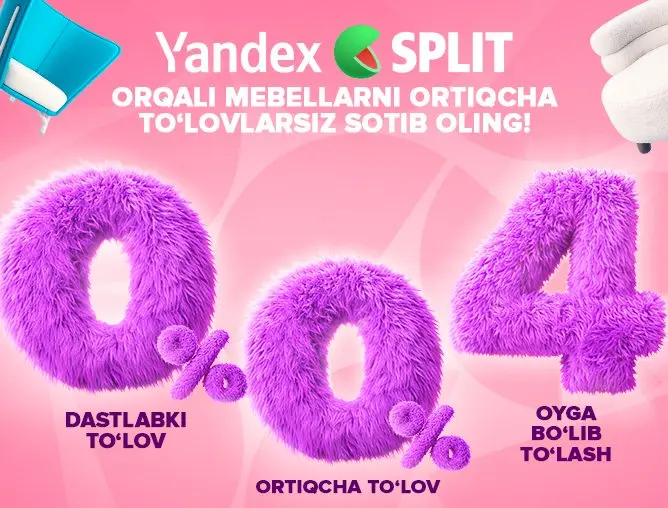 Yandex SPLIT
ORQALI MEBELLARNI ORTIQCHA
TO‘LOVLARSIZ SOTIB OLING!
0%
DASTLABKI
TO‘LOV
0%
ORTIQCHA TO‘LOV
4
OYGA
BO‘LIB
TO‘LASH